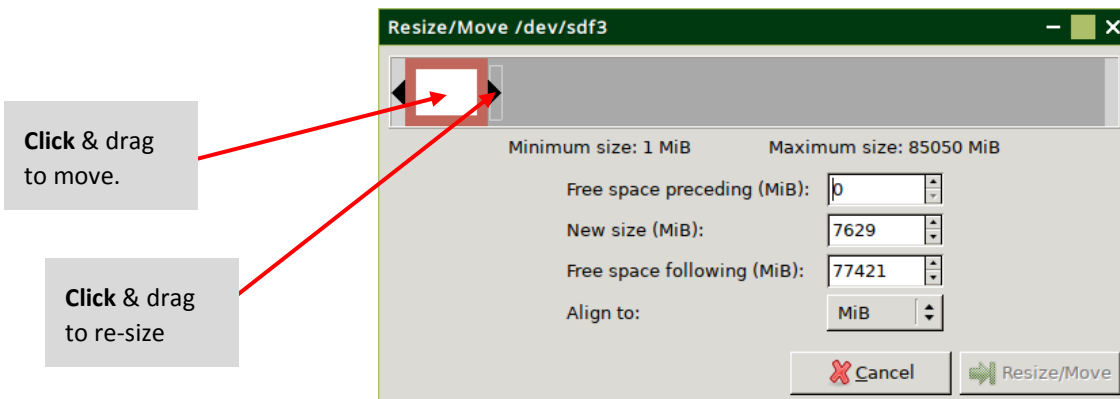 Resize/Move /dev/sdf3
Click & drag
to move.
Minimum size: 1 MiB Maximum size: 85050 MiB
Free space preceding (MiB): 0
New size (MiB): 7629
Click & drag
to re-size
Free space following (MiB): 77421
Align to: MiB
Cancel Resize/Move